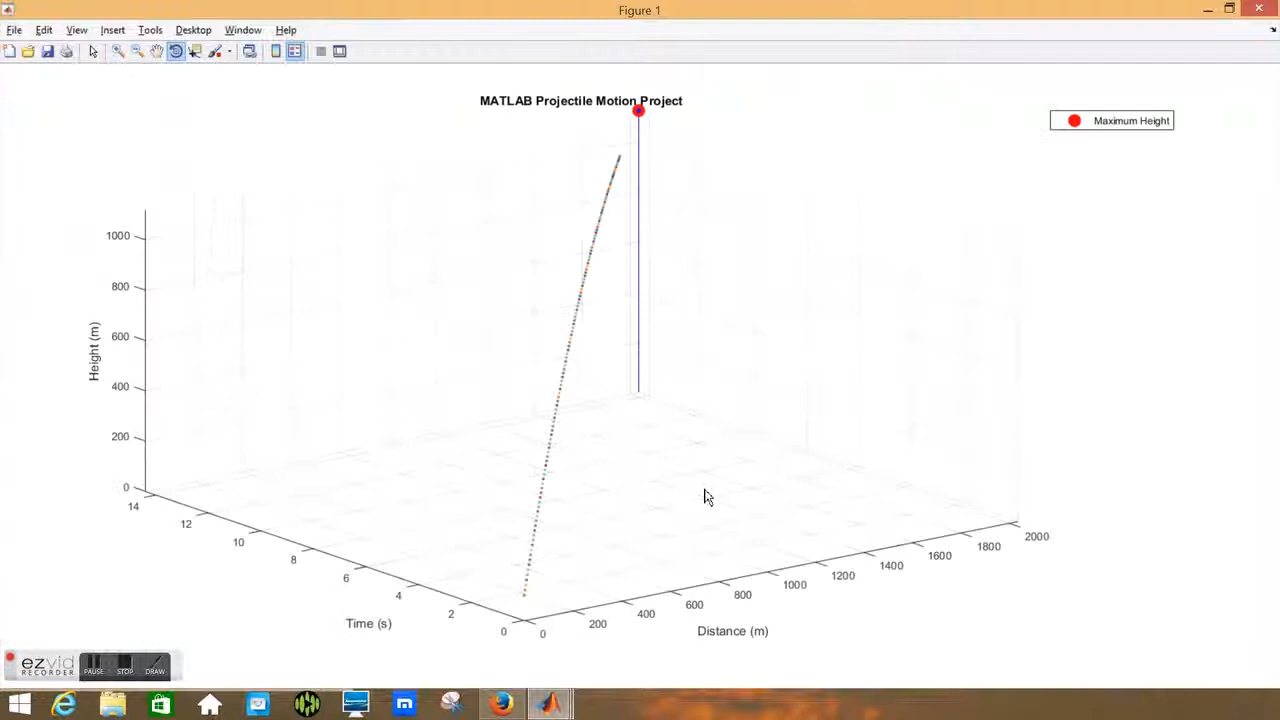 Figure 1
File Edit View Insert Tools Desktop Window Help
MATLAB Projectile Motion Project
Maximum Height
1000
800
600
400
200
0
Height (m)
14
12
10
8
6
4
2
0
Time (s)
0
200
400
600
800
1000
1200
1400
1600
1800
2000
Distance (m)
ezvid
RECORDER
PAUSE STOP DRAW